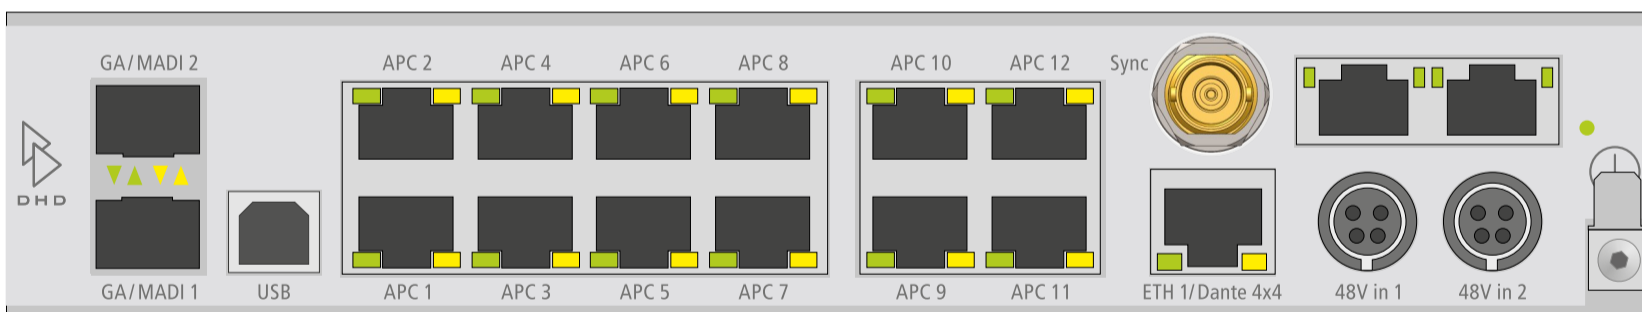 GA/MADI 2
APC 2
APC 4
APC 6
APC 8
APC 10
APC 12
Sync
DHD
GA/MADI 1
USB
APC 1
APC 3
APC 5
APC 7
APC 9
APC 11
ETH 1/Dante 4x4
48V in 1
48V in 2